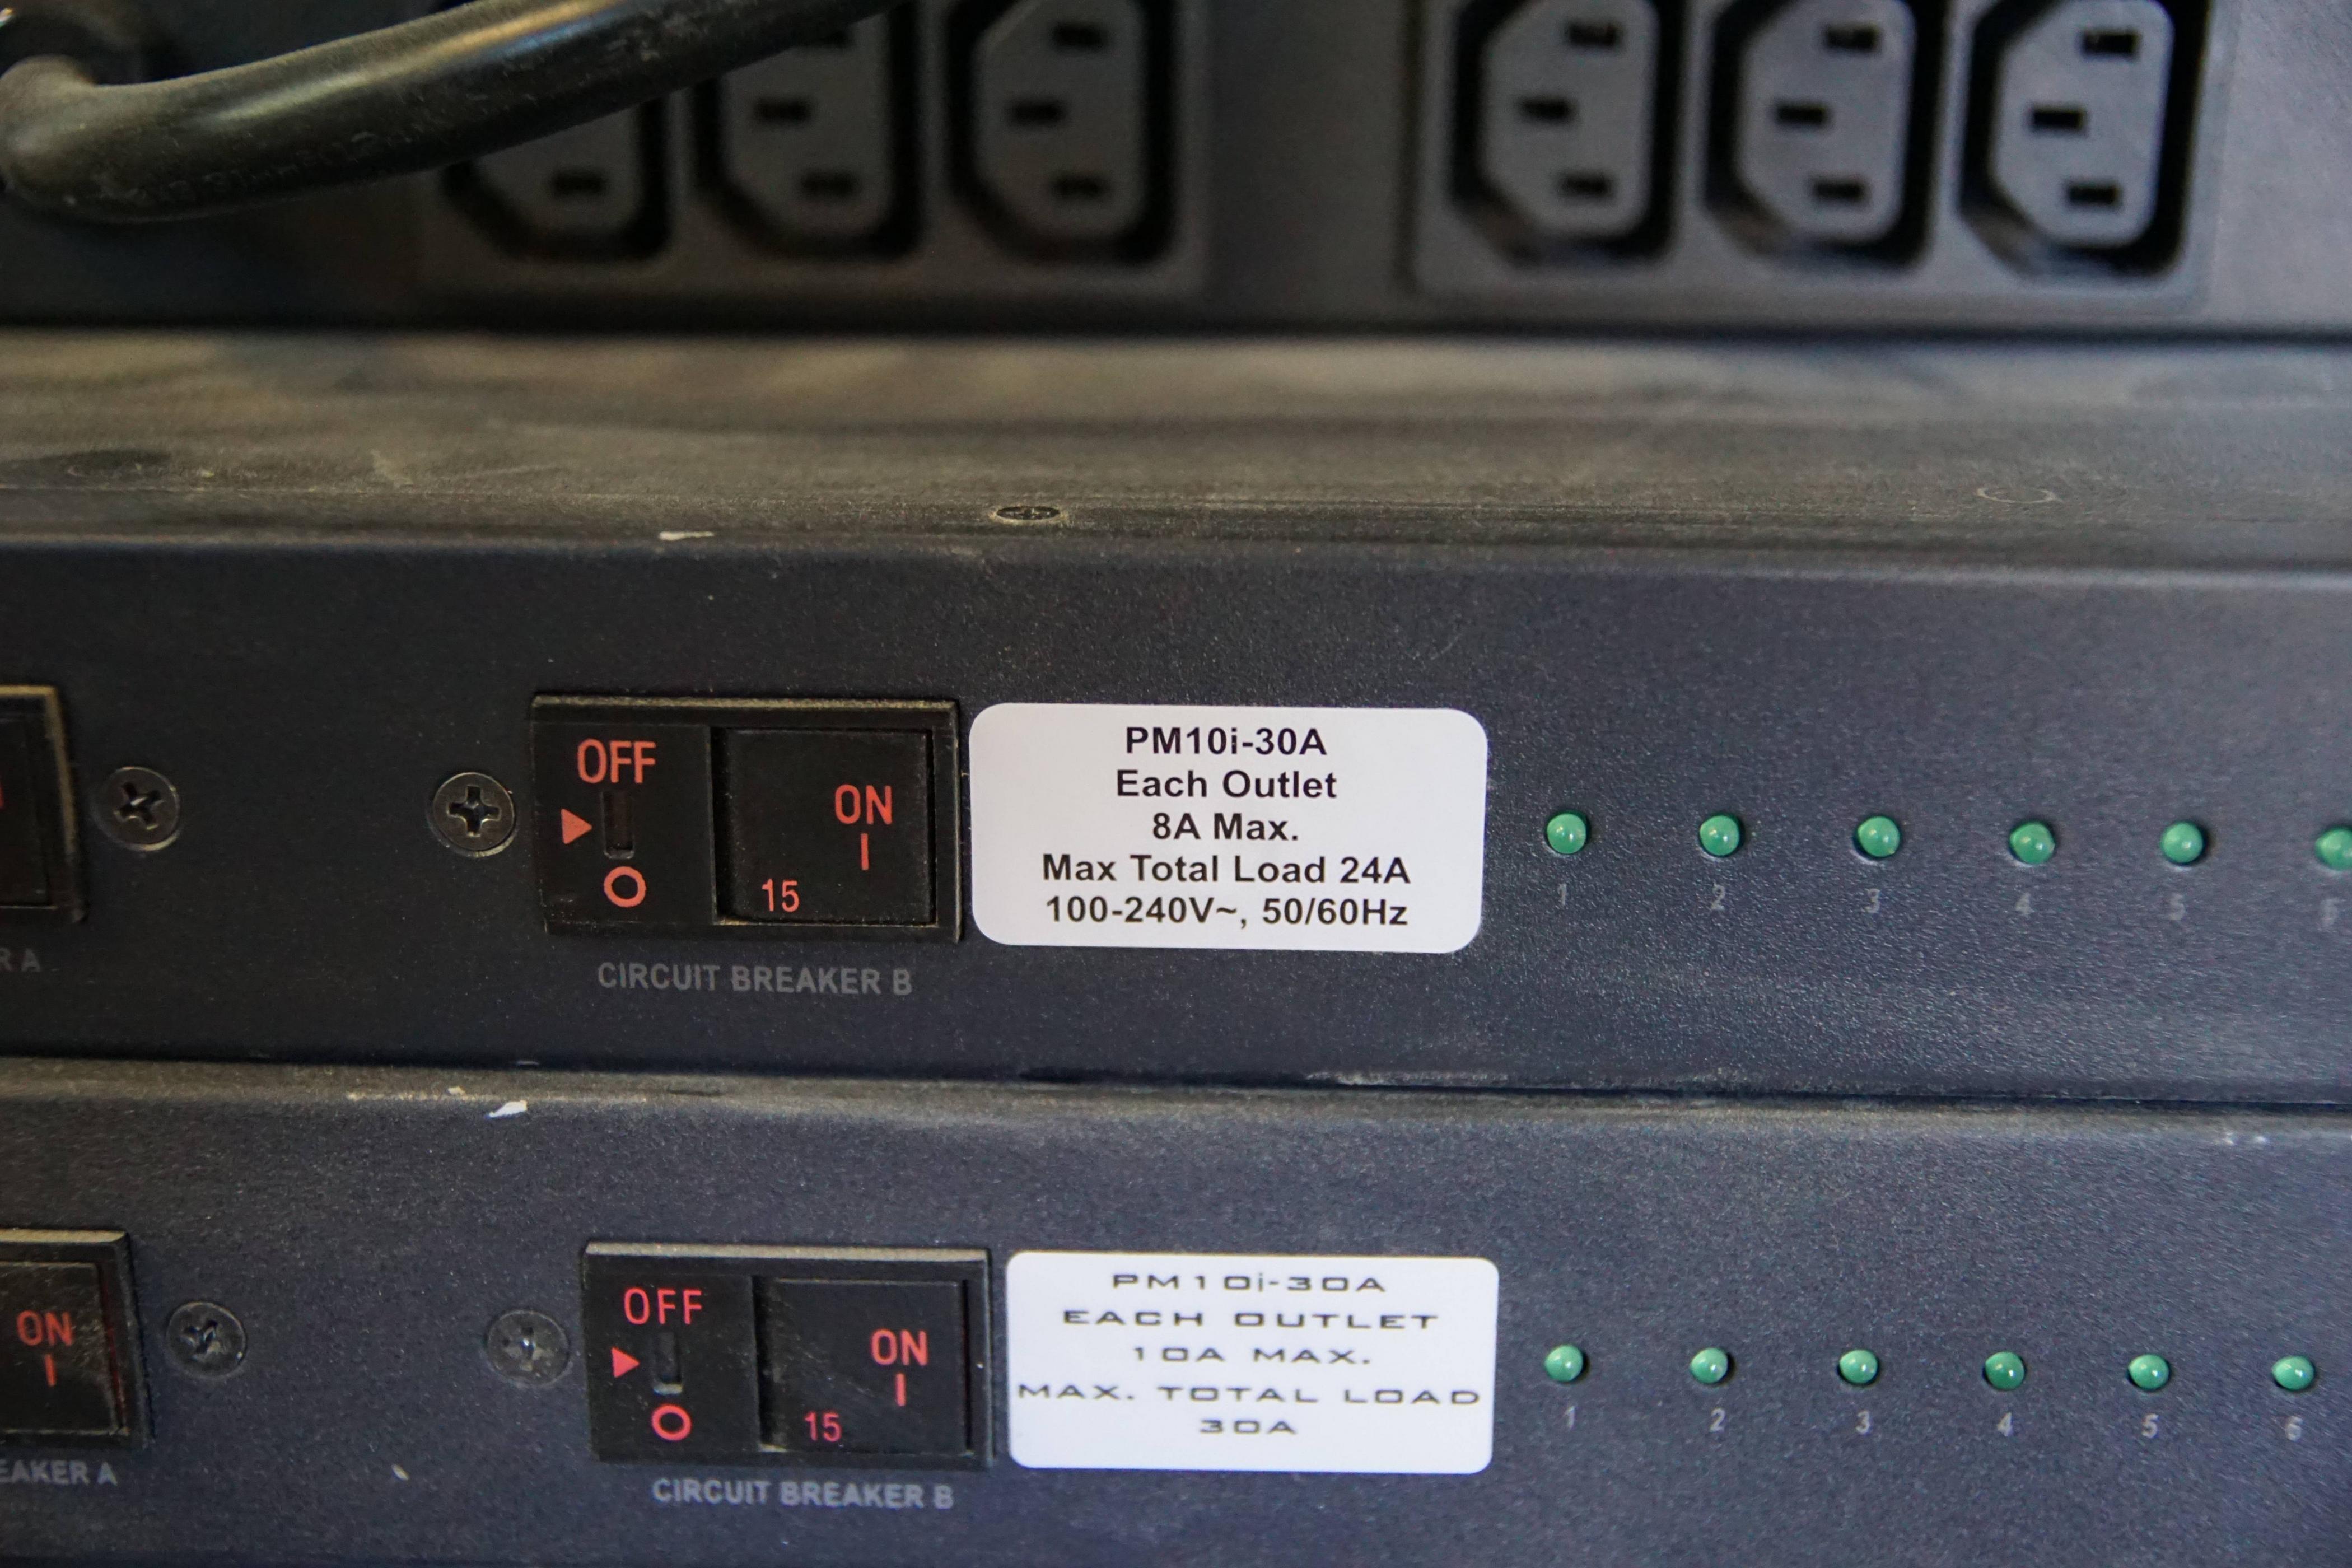 OFF
ON
15
PM10i-30A
Each Outlet
8A Max.
Max Total Load 24A
100-240V~, 50/60Hz
1 2 3 4 5
R A
CIRCUIT BREAKER B
ON
OFF
ON
15
PM10i-30A
EACH OUTLET
10A MAX.
MAX. TOTAL LOAD
30A
1 2 3 4 5 6
EAKER A
CIRCUIT BREAKER B